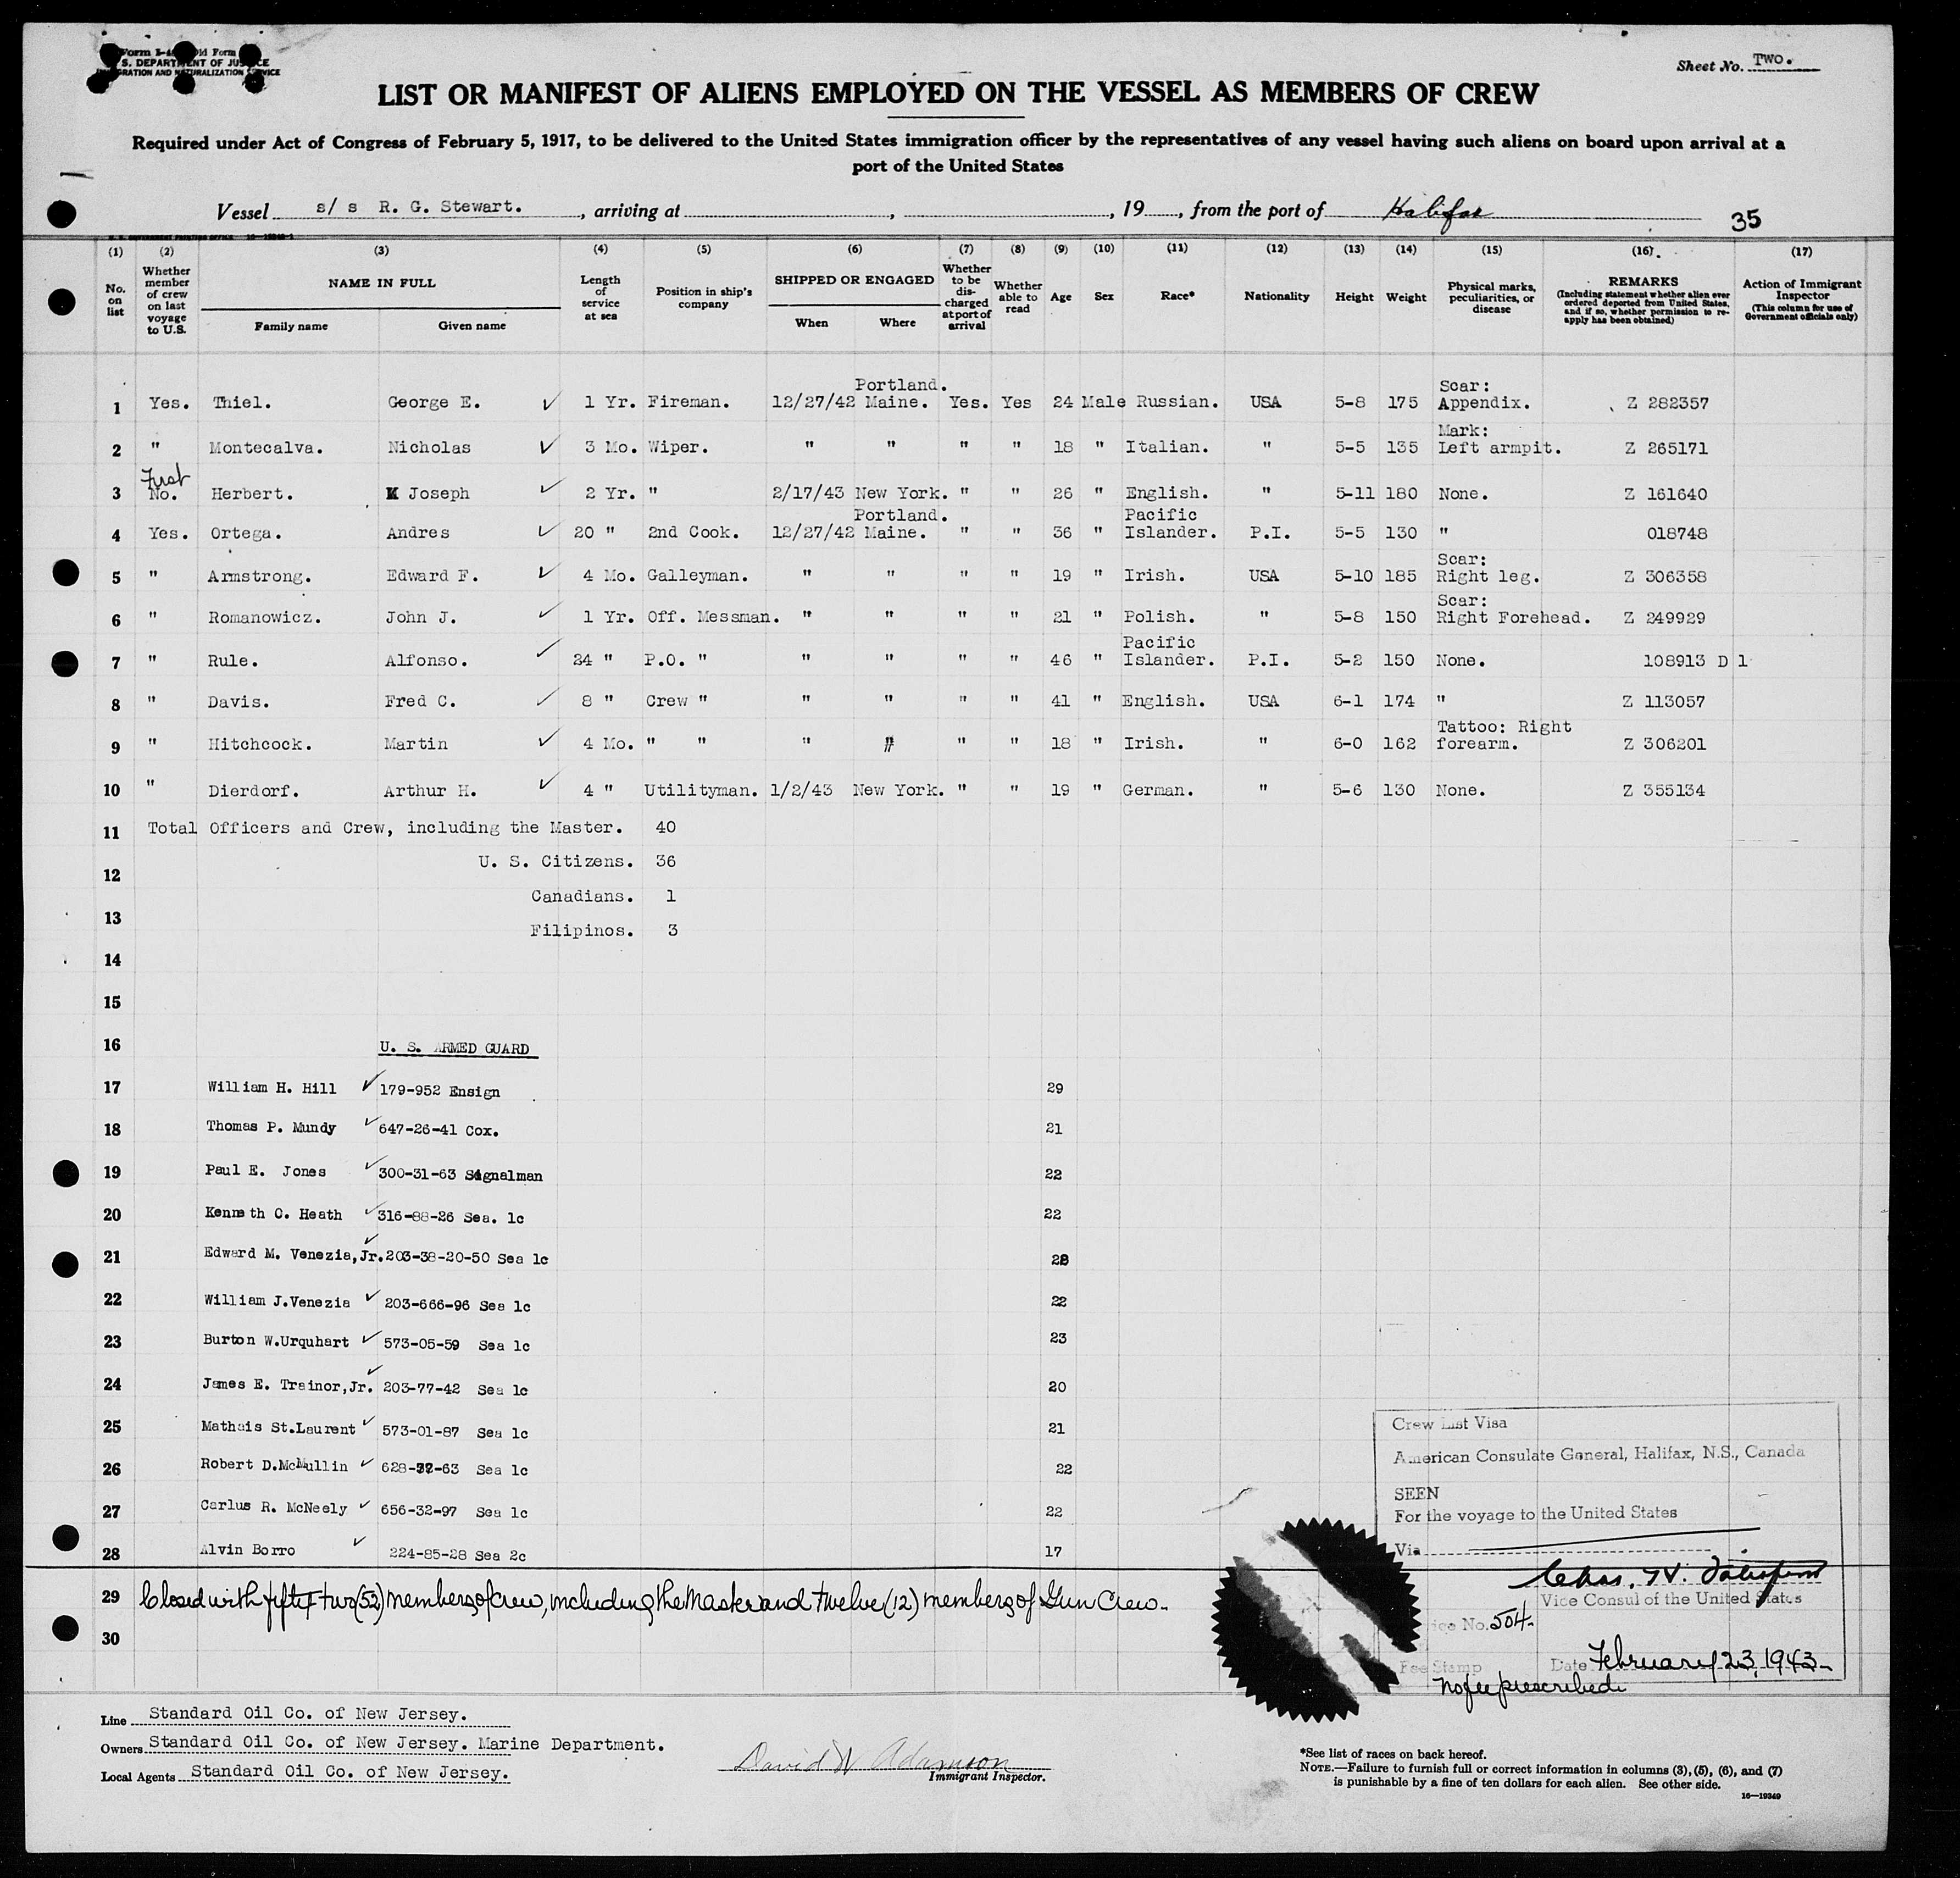 Form I-4 Old Form
U. S. DEPARTMENT OF JUSTICE
IMMIGRATION AND NATURALIZATION SERVICE
Sheet No. TWO.
LIST OR MANIFEST OF ALIENS EMPLOYED ON THE VESSEL AS MEMBERS OF CREW
Required under Act of Congress of February 5, 1917, to be delivered to the United States immigration officer by the representatives of any vessel having such aliens on board upon arrival at a
port of the United States
Vessel s/ s R. G. Stewart. , arriving at , , 19 , from the port of Halifax
35
(1) (2) (3) (4) (5) (6) (7) (8) (9) (10) (11) (12) (13) (14) (15) (16) (17)
No. on list
Whether member of crew on last voyage to U.S.
NAME IN FULL
Family name Given name
Length of service at sea
Position in ship's company
SHIPPED OR ENGAGED
When Where
Whether to be discharged at port of arrival
Whether able to read
Age
Sex
Race*
Nationality
Height
Weight
Physical marks, peculiarities, or disease
REMARKS
(Including statement whether alien ever ordered deported from United States, and if so, whether permission to reapply has been obtained)
Action of Immigrant Inspector
(This column for use of Government officials only)
1 Yes. Thiel. George E. 1 Yr. Fireman. 12/27/42 Portland. Maine. Yes. Yes 24 Male Russian. USA 5-8 175 Scar: Appendix. Z 282357
2 " Montecalva. Nicholas 3 Mo. Wiper. " " " " 18 " Italian. " 5-5 135 Mark: Left armpit. Z 265171
3 First No. Herbert. K Joseph 2 Yr. " 2/17/43 New York. " " 26 " English. " 5-11 180 None. Z 161640
4 Yes. Ortega. Andres 20 " 2nd Cook. 12/27/42 Portland. Maine. " " 36 " Pacific Islander. P.I. 5-5 130 " 018748
5 " Armstrong. Edward F. 4 Mo. Galleyman. " " " " 19 " Irish. USA 5-10 185 Scar: Right leg. Z 306358
6 " Romanowicz. John J. 1 Yr. Off. Messman. " " " " 21 " Polish. " 5-8 150 Scar: Right Forehead. Z 249929
7 " Rule. Alfonso. 24 " P.O. " " " " " 46 " Pacific Islander. P.I. 5-2 150 None. 108913 D 1
8 " Davis. Fred C. 8 " Crew " " " " " 41 " English. USA 6-1 174 " Z 113057
9 " Hitchcock. Martin 4 Mo. " " " " " " 18 " Irish. " 6-0 162 Tattoo: Right forearm. Z 306201
10 " Dierdorf. Arthur H. 4 " Utilityman. 1/2/43 New York. " " 19 " German. " 5-6 130 None. Z 355134
11 Total Officers and Crew, including the Master. 40
12 U. S. Citizens. 36
13 Canadians. 1
Filipinos. 3
14
15
16 U. S. ARMED GUARD
17 William H. Hill 179-952 Ensign 29
18 Thomas P. Mundy 647-26-41 Cox. 21
19 Paul E. Jones 300-31-63 Signalman 22
20 Kenneth C. Heath 316-88-26 Sea. 1c 22
21 Edward M. Venezia,Jr. 203-38-20-50 Sea 1c 28
22 William J.Venezia 203-666-96 Sea 1c 22
23 Burton W.Urquhart 573-05-59 Sea 1c 23
24 James E. Trainor,Jr. 203-77-42 Sea 1c 20
25 Mathais St.Laurent 573-01-87 Sea 1c 21
26 Robert D.McMullin 628-32-63 Sea 1c 22
27 Carlus R. McNeely 656-32-97 Sea 1c 22
28 Alvin Borro 224-85-28 Sea 2c 17
29 Closed with fifty two (52) members of crew, including the Master and twelve (12) members of Gun Crew.
30
Crew List Visa
American Consulate General, Halifax, N.S., Canada
SEEN
For the voyage to the United States
Via
Chas. W.
Vice Consul of the United States
No. 504
Fee Stamp
Date February 23, 1943
No fee prescribed.
Line Standard Oil Co. of New Jersey.
Owners Standard Oil Co. of New Jersey. Marine Department.
Local Agents Standard Oil Co. of New Jersey.
David W Adamson
Immigrant Inspector.
*See list of races on back hereof.
NOTE.—Failure to furnish full or correct information in columns (3), (5), (6), and (7)
is punishable by a fine of ten dollars for each alien. See other side.
16—19349